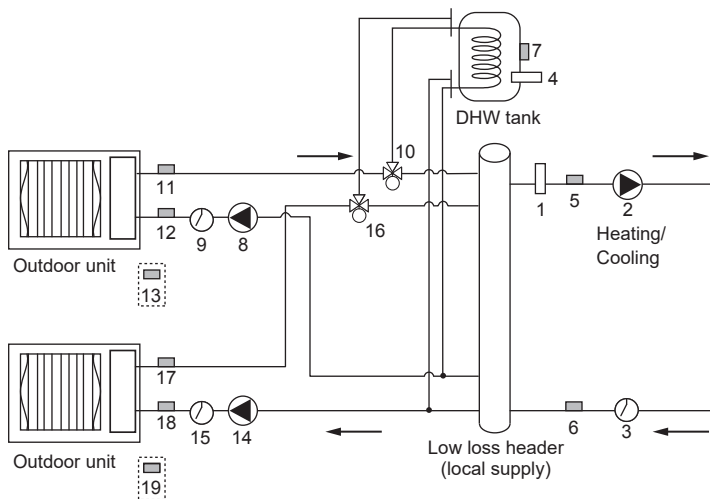 7
4
DHW tank
10
11
16
1
5
2
12
9
8
Heating/
Cooling
Outdoor unit
13
17
18
15
14
6
3
Low loss header
(local supply)
Outdoor unit
19